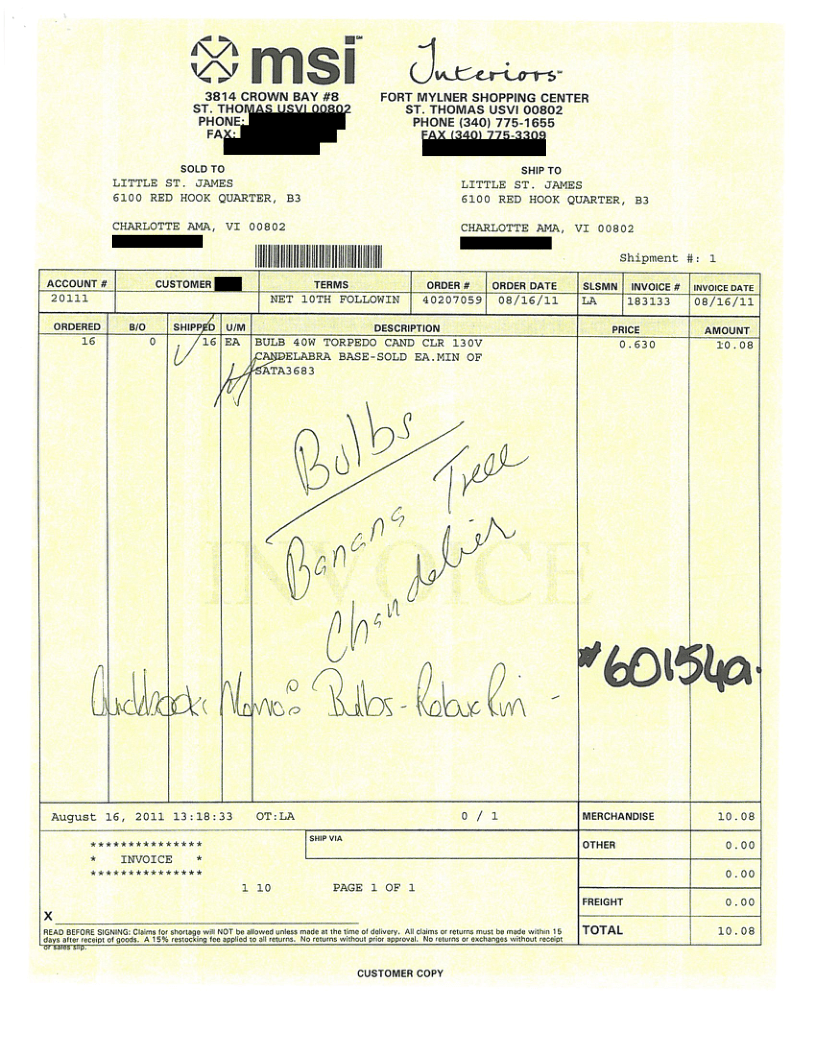 msi Interiors
3814 CROWN BAY #8
ST. THOMAS USVI 00802
PHONE:
FAX:
FORT MYLNER SHOPPING CENTER
ST. THOMAS USVI 00802
PHONE (340) 775-1655
FAX (340) 775-3309
SOLD TO
LITTLE ST. JAMES
6100 RED HOOK QUARTER, B3
CHARLOTTE AMA, VI 00802
SHIP TO
LITTLE ST. JAMES
6100 RED HOOK QUARTER, B3
CHARLOTTE AMA, VI 00802
Shipment #: 1
ACCOUNT # CUSTOMER TERMS ORDER # ORDER DATE SLSMN INVOICE # INVOICE DATE
20111 NET 10TH FOLLOWIN 40207059 08/16/11 LA 183133 08/16/11
ORDERED B/O SHIPPED U/M DESCRIPTION PRICE AMOUNT
16 0 16 EA BULB 40W TORPEDO CAND CLR 130V 0.630 10.08
CANDELABRA BASE-SOLD EA.MIN OF
SATA3683
Bulbs
Banana Tree
Chandelier
INVOICE
#601540.
Quickbooks Memo: Bulbs -
August 16, 2011 13:18:33 OT:LA 0 / 1
MERCHANDISE 10.08
***************
* INVOICE *
***************
SHIP VIA
OTHER 0.00
0.00
1 10 PAGE 1 OF 1
FREIGHT 0.00
X
TOTAL 10.08
READ BEFORE SIGNING: Claims for shortage will NOT be allowed unless made at the time of delivery. All claims or returns must be made within 15
days after receipt of goods. A 15% restocking fee applied to all returns. No returns without prior approval. No returns or exchanges without receipt
or sales slip.
CUSTOMER COPY